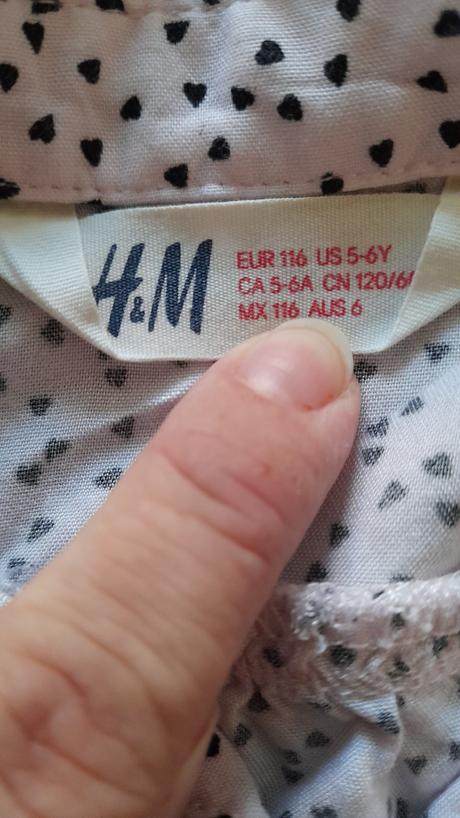 H&M
EUR 116 US 5-6Y
CA 5-6A CN 120/6
MX 116 AUS 6